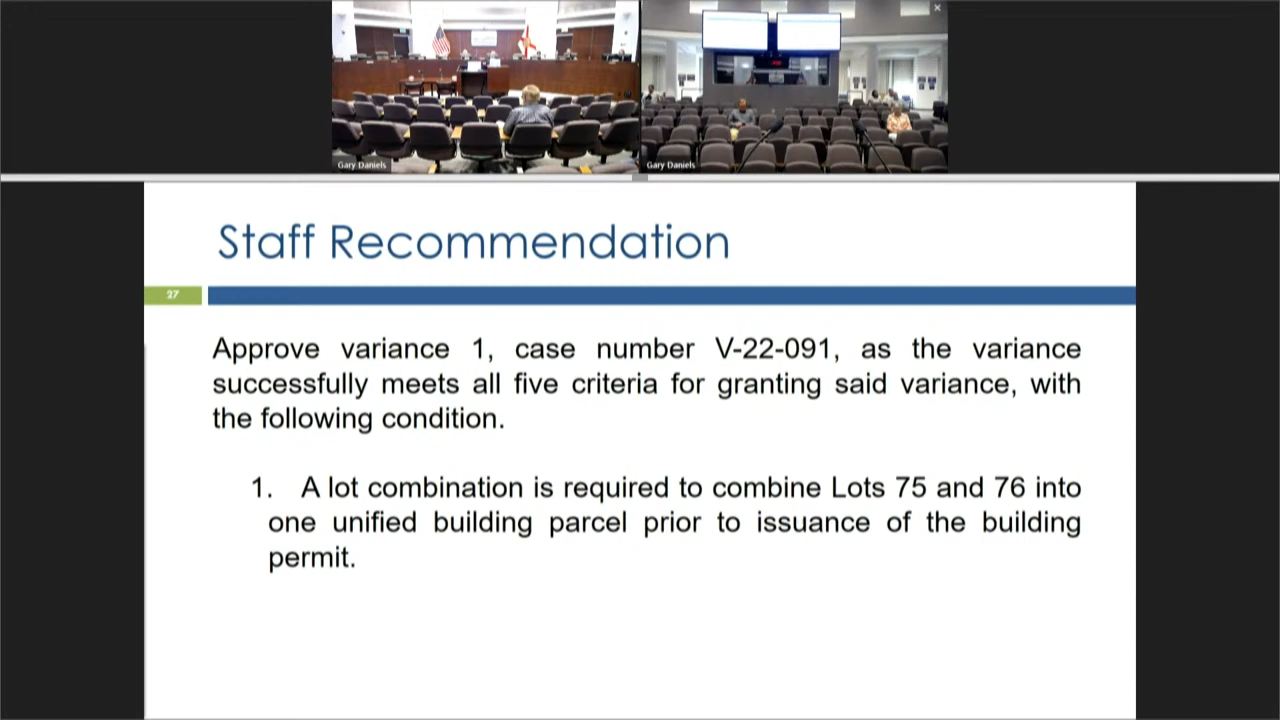 Gary Daniels
Gary Daniels
Staff Recommendation
27
Approve variance 1, case number V-22-091, as the variance
successfully meets all five criteria for granting said variance, with
the following condition.
1. A lot combination is required to combine Lots 75 and 76 into
one unified building parcel prior to issuance of the building
permit.